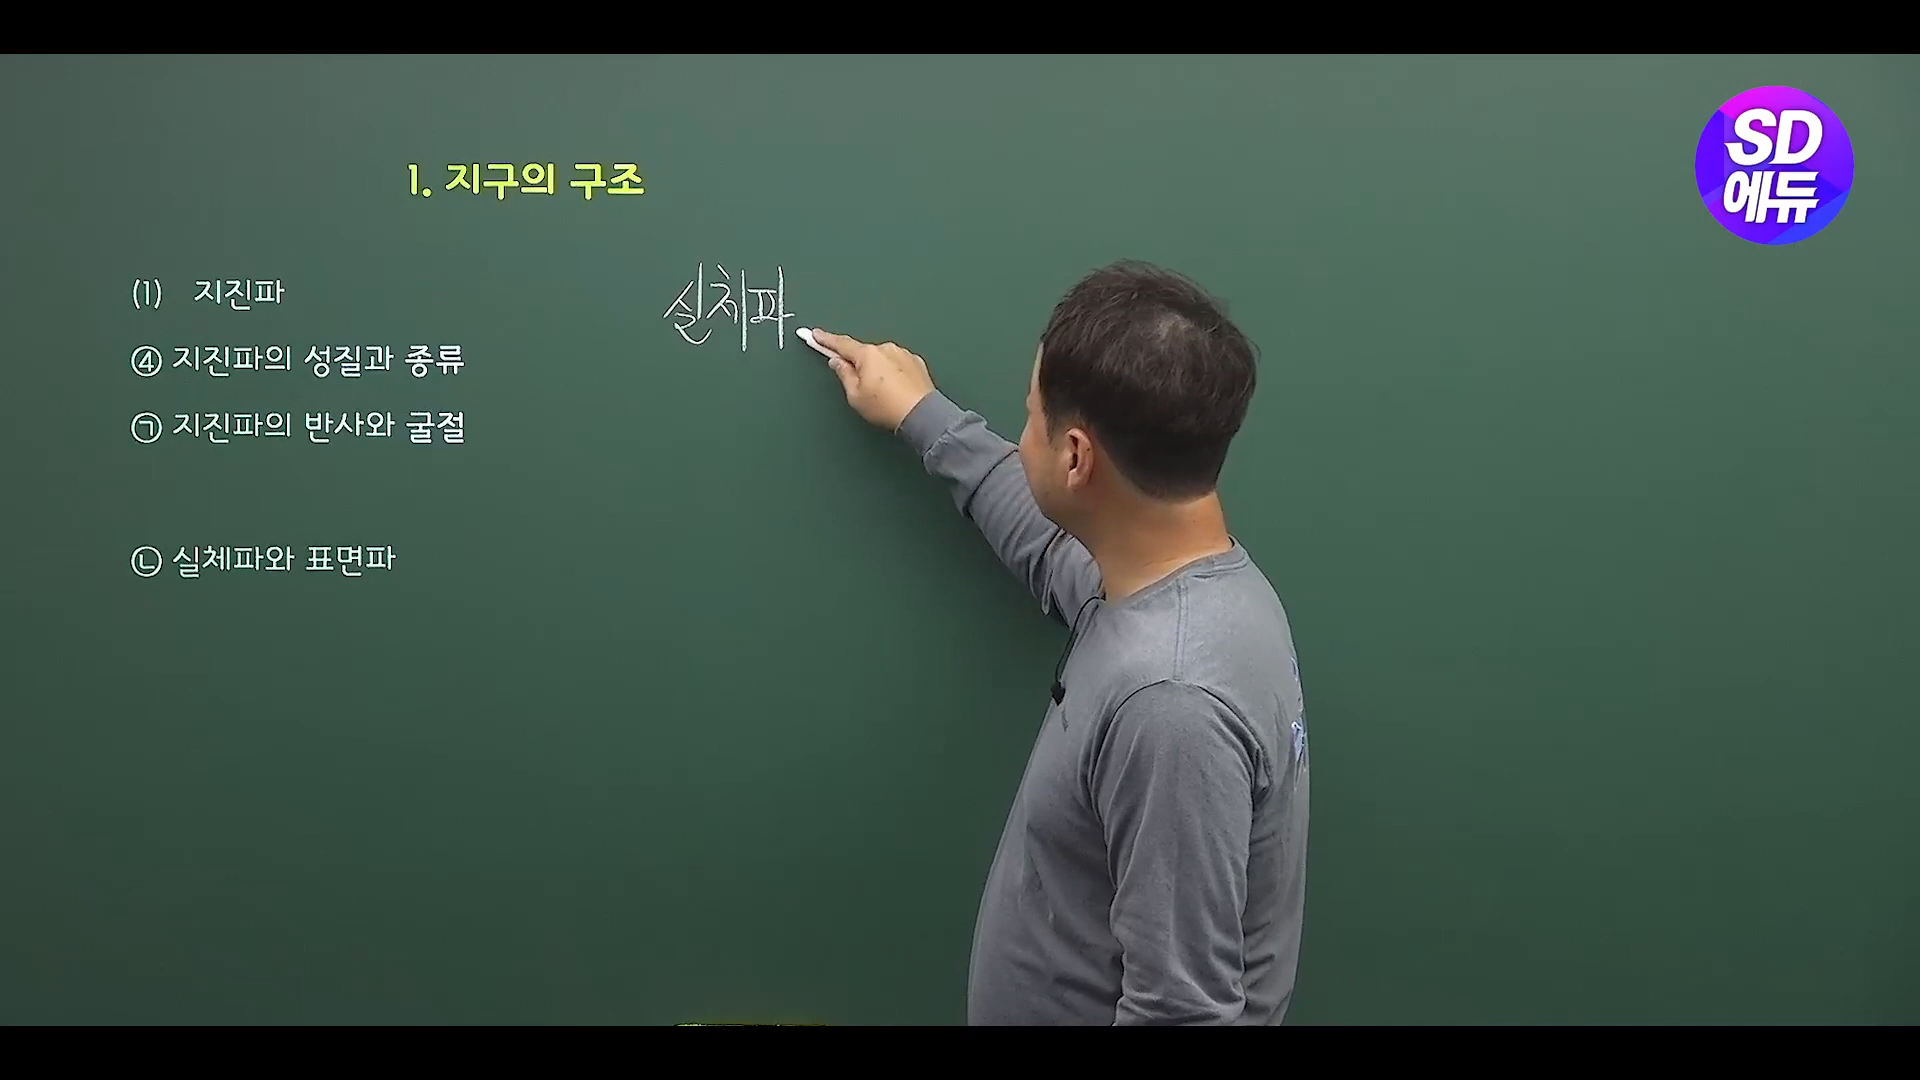 SD
에듀
1. 지구의 구조
(1) 지진파
④ 지진파의 성질과 종류
㉠ 지진파의 반사와 굴절
㉡ 실체파와 표면파
실체파